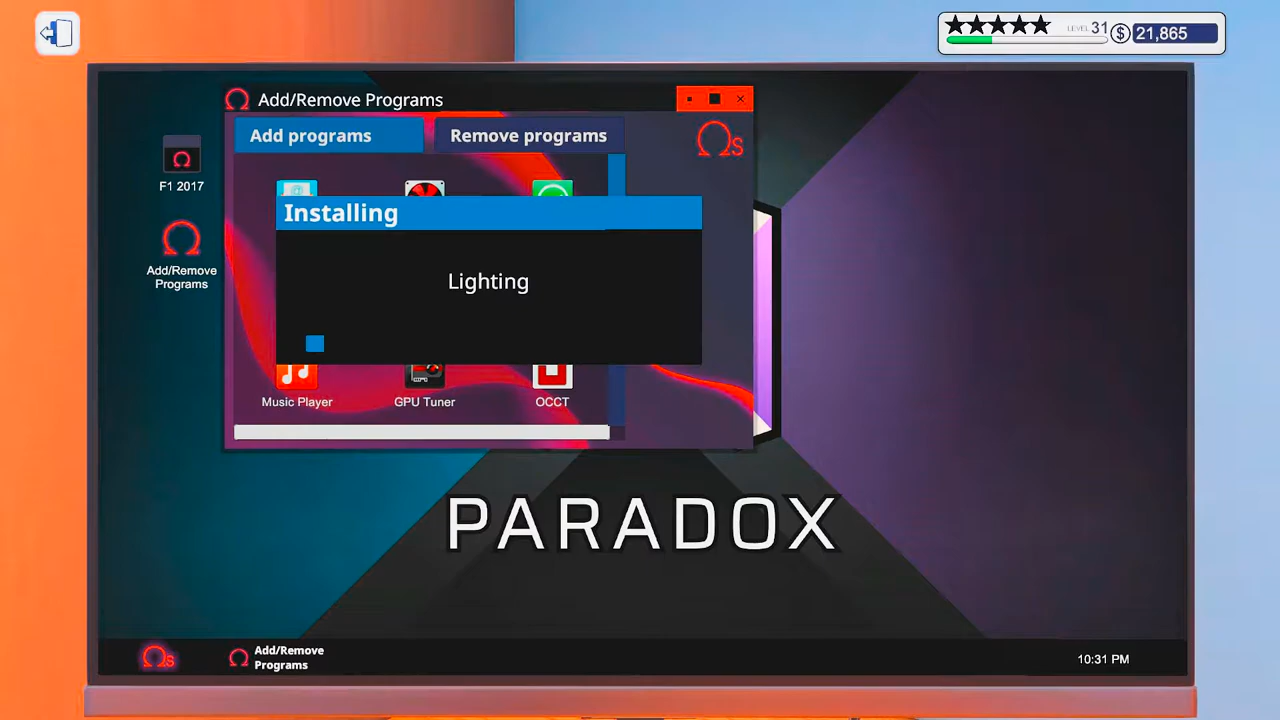 LEVEL 31
$ 21,865
Add/Remove Programs
Add programs
Remove programs
F1 2017
Add/Remove
Programs
Installing
Lighting
Music Player
GPU Tuner
OCCT
PARADOX
Ωs
Add/Remove
Programs
10:31 PM